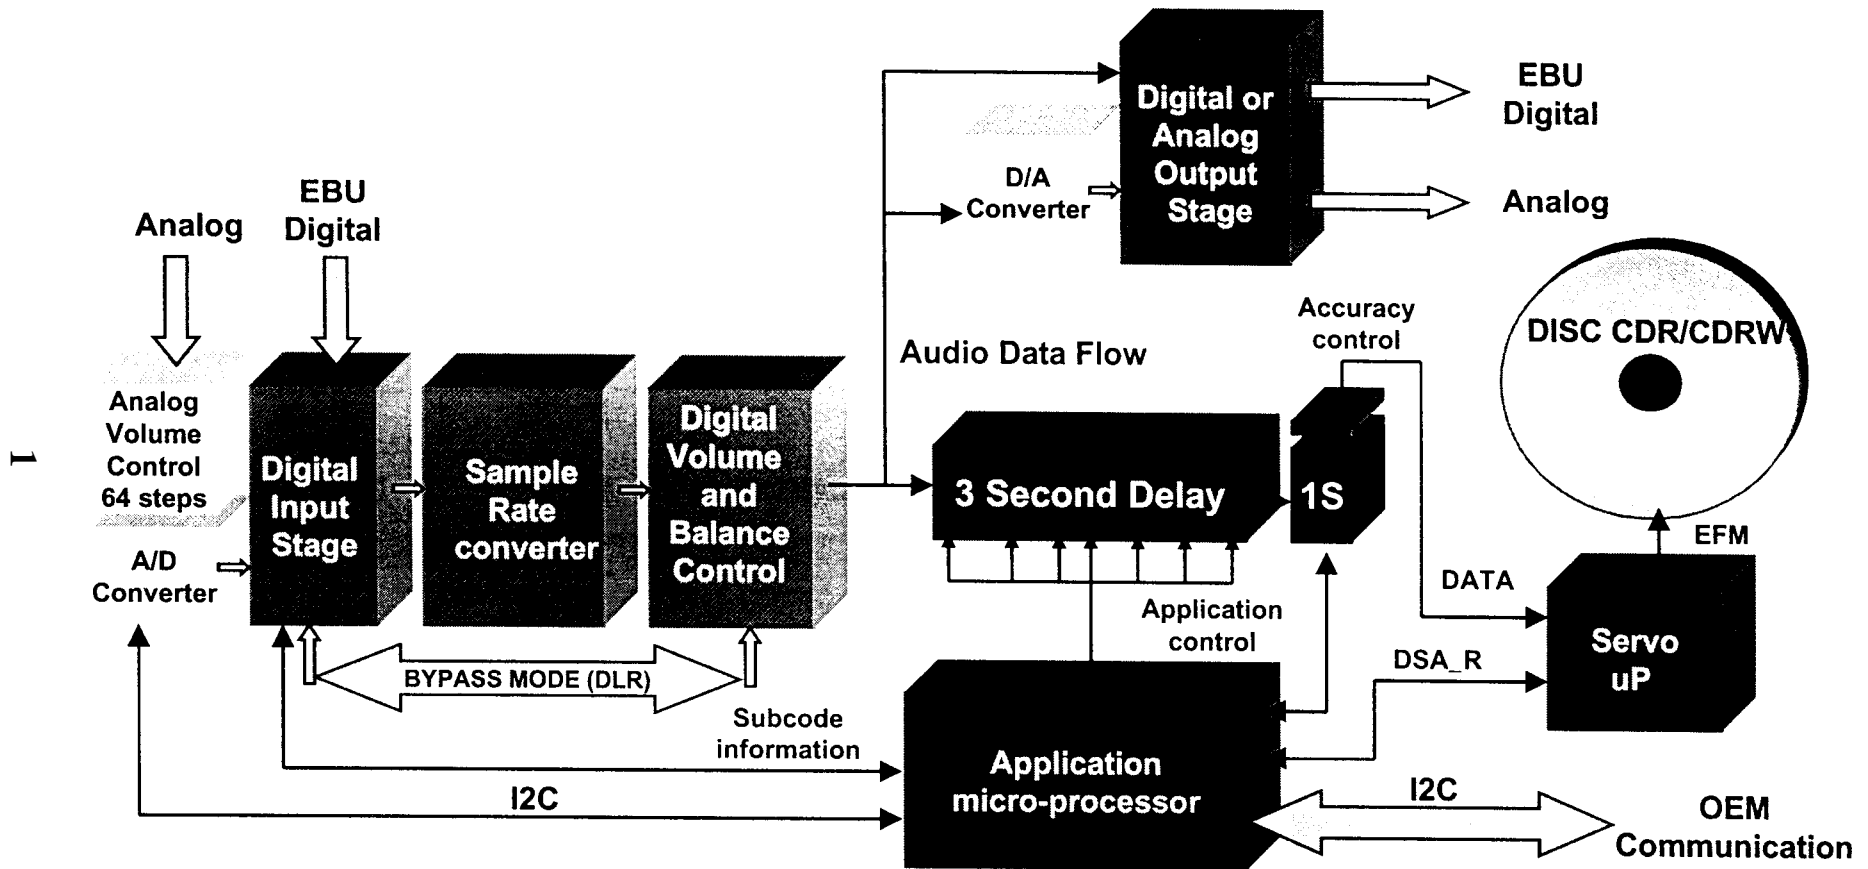 EBU
Digital
Digital or
Analog
Output
Stage
D/A
Converter
Analog
EBU
Digital
Analog
Accuracy
control
DISC CDR/CDRW
Audio Data Flow
Analog
Volume
Control
64 steps
Digital
Input
Stage
Sample
Rate
converter
Digital
Volume
and
Balance
Control
3 Second Delay
1S
A/D
Converter
EFM
DATA
Application
control
Servo
uP
DSA_R
BYPASS MODE (DLR)
Subcode
information
Application
micro-processor
I2C
I2C
OEM
Communication
1